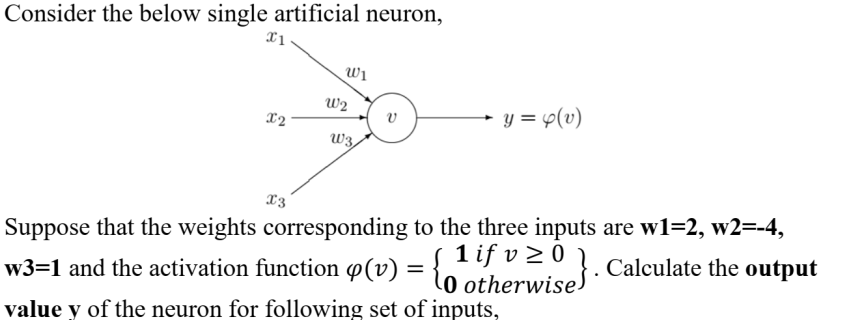 Consider the below single artificial neuron,
x1
w1
w2
x2
v
y = φ(v)
w3
x3
Suppose that the weights corresponding to the three inputs are w1=2, w2=-4,
w3=1 and the activation function φ(v) = { 1 if v ≥ 0
0 otherwise } . Calculate the output
value y of the neuron for following set of inputs,